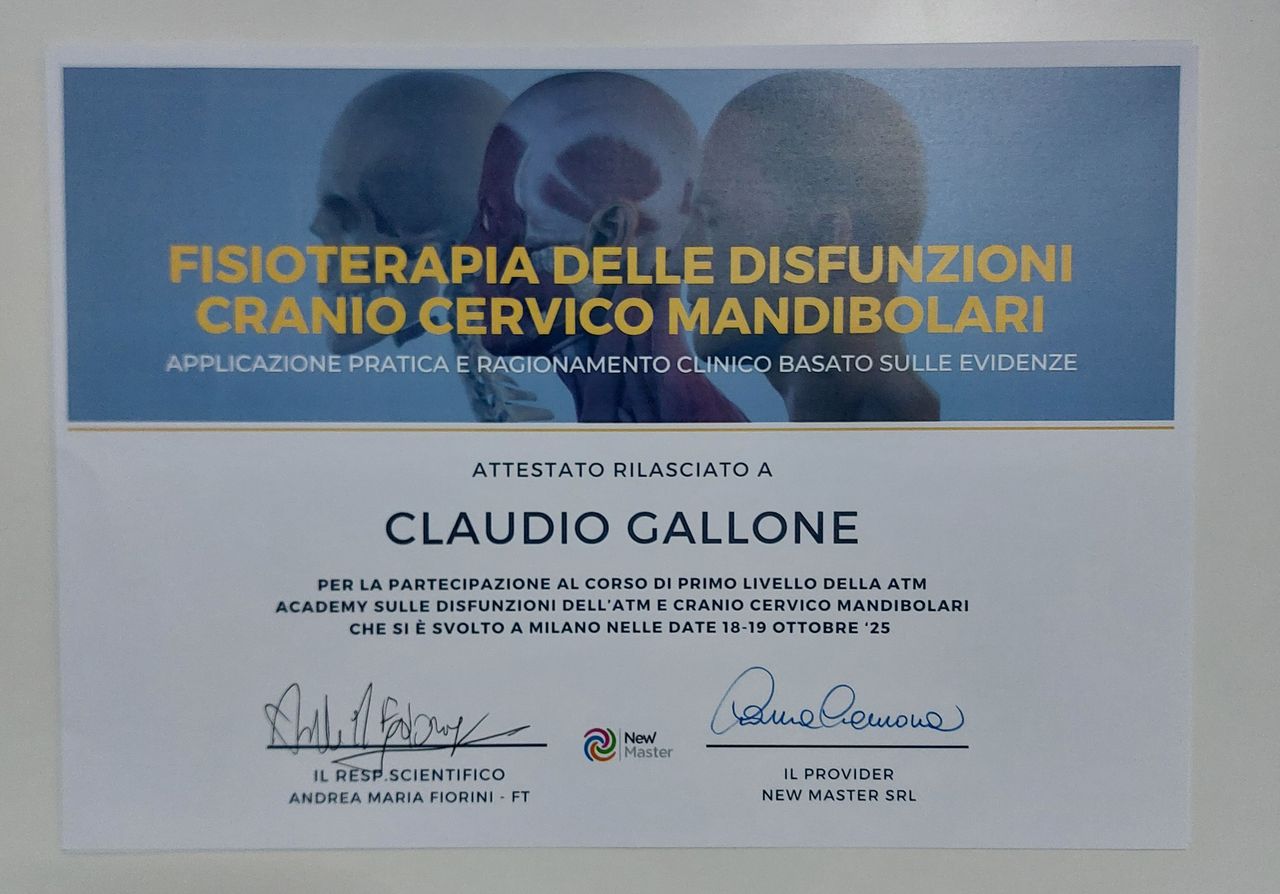 FISIOTERAPIA DELLE DISFUNZIONI
CRANIO CERVICO MANDIBOLARI
APPLICAZIONE PRATICA E RAGIONAMENTO CLINICO BASATO SULLE EVIDENZE
ATTESTATO RILASCIATO A
CLAUDIO GALLONE
PER LA PARTECIPAZIONE AL CORSO DI PRIMO LIVELLO DELLA ATM
ACADEMY SULLE DISFUNZIONI DELL'ATM E CRANIO CERVICO MANDIBOLARI
CHE SI È SVOLTO A MILANO NELLE DATE 18-19 OTTOBRE '25
New
Master
IL RESP.SCIENTIFICO
ANDREA MARIA FIORINI - FT
IL PROVIDER
NEW MASTER SRL